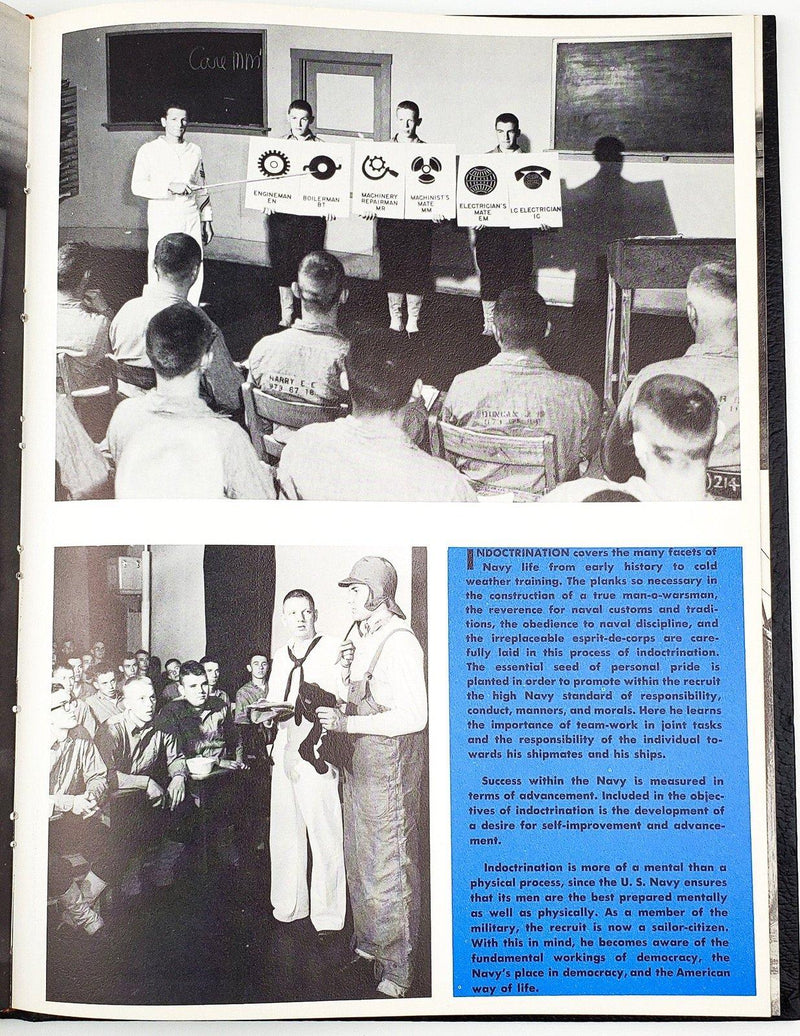 Care MM'
ENGINEMAN
EN
BOILERMAN
BT
MACHINERY
REPAIRMAN
MR
MACHINIST'S
MATE
MM
ELECTRICIAN'S
MATE
EM
I.C ELECTRICIAN
IC
HARRY E. E
973 67 18
DUNCAN J.
214
INDOCTRINATION covers the many facets of
Navy life from early history to cold
weather training. The planks so necessary in
the construction of a true man-o-warsman,
the reverence for naval customs and tradi-
tions, the obedience to naval discipline, and
the irreplaceable esprit-de-corps are care-
fully laid in this process of indoctrination.
The essential seed of personal pride is
planted in order to promote within the recruit
the high Navy standard of responsibility,
conduct, manners, and morals. Here he learns
the importance of team-work in joint tasks
and the responsibility of the individual to-
wards his shipmates and his ships.
Success within the Navy is measured in
terms of advancement. Included in the objec-
tives of indoctrination is the development of
a desire for self-improvement and advance-
ment.
Indoctrination is more of a mental than a
physical process, since the U. S. Navy ensures
that its men are the best prepared mentally
as well as physically. As a member of the
military, the recruit is now a sailor-citizen.
With this in mind, he becomes aware of the
fundamental workings of democracy, the
Navy's place in democracy, and the American
way of life.